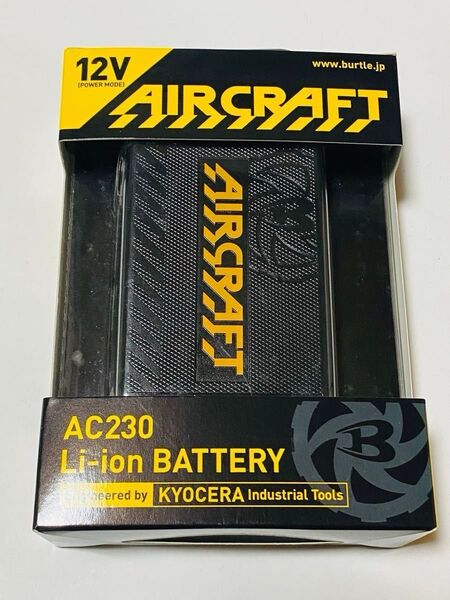 12V
[POWER MODE]
www.burtle.jp
AIRCRAFT
AIRCRAFT
B
AC230
Li-ion BATTERY
Engineered by KYOCERA Industrial Tools
B